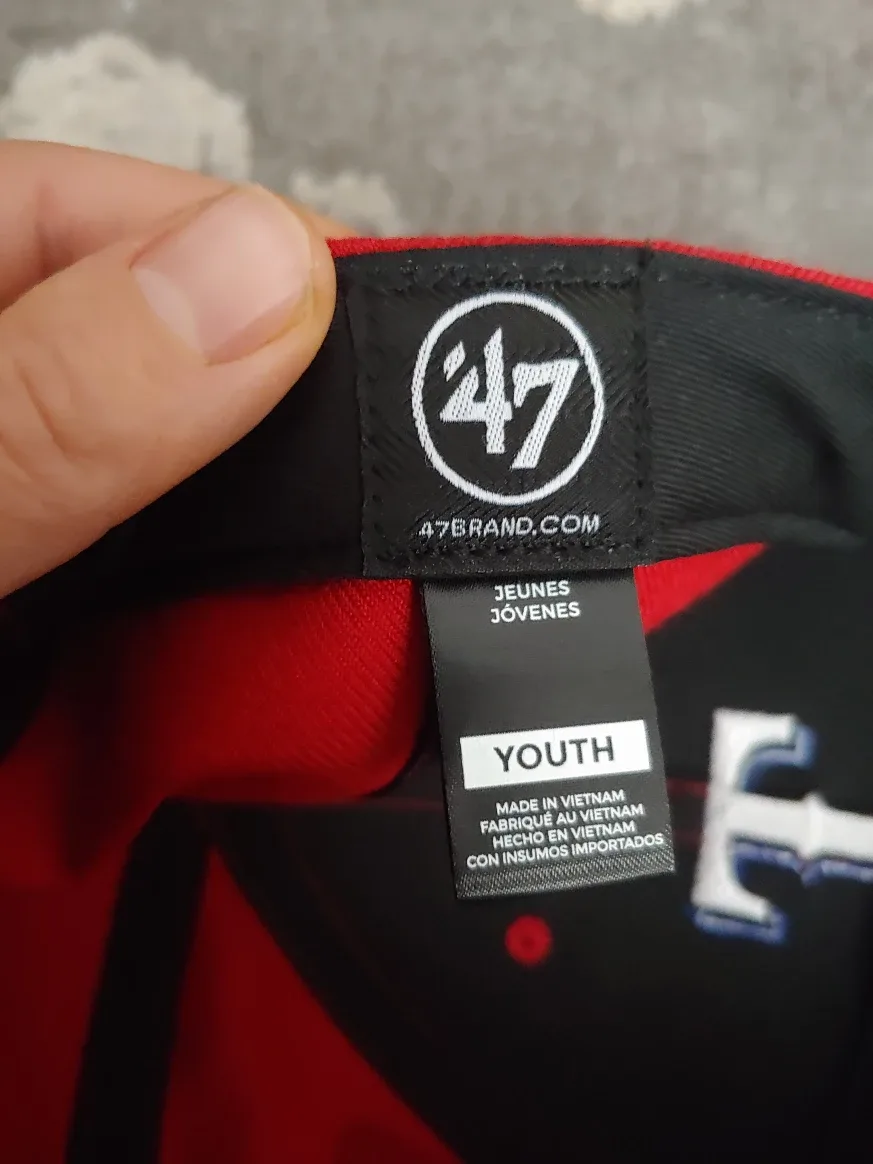 '47
47BRAND.COM
JEUNES
JÓVENES
YOUTH
MADE IN VIETNAM
FABRIQUÉ AU VIETNAM
HECHO EN VIETNAM
CON INSUMOS IMPORTADOS
T